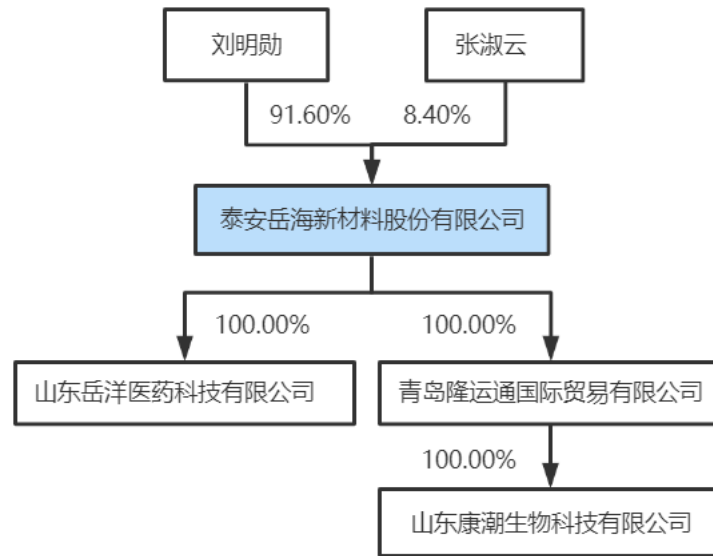 刘明勋
张淑云
91.60%
8.40%
泰安岳海新材料股份有限公司
100.00%
100.00%
山东岳洋医药科技有限公司
青岛隆运通国际贸易有限公司
100.00%
山东康潮生物科技有限公司